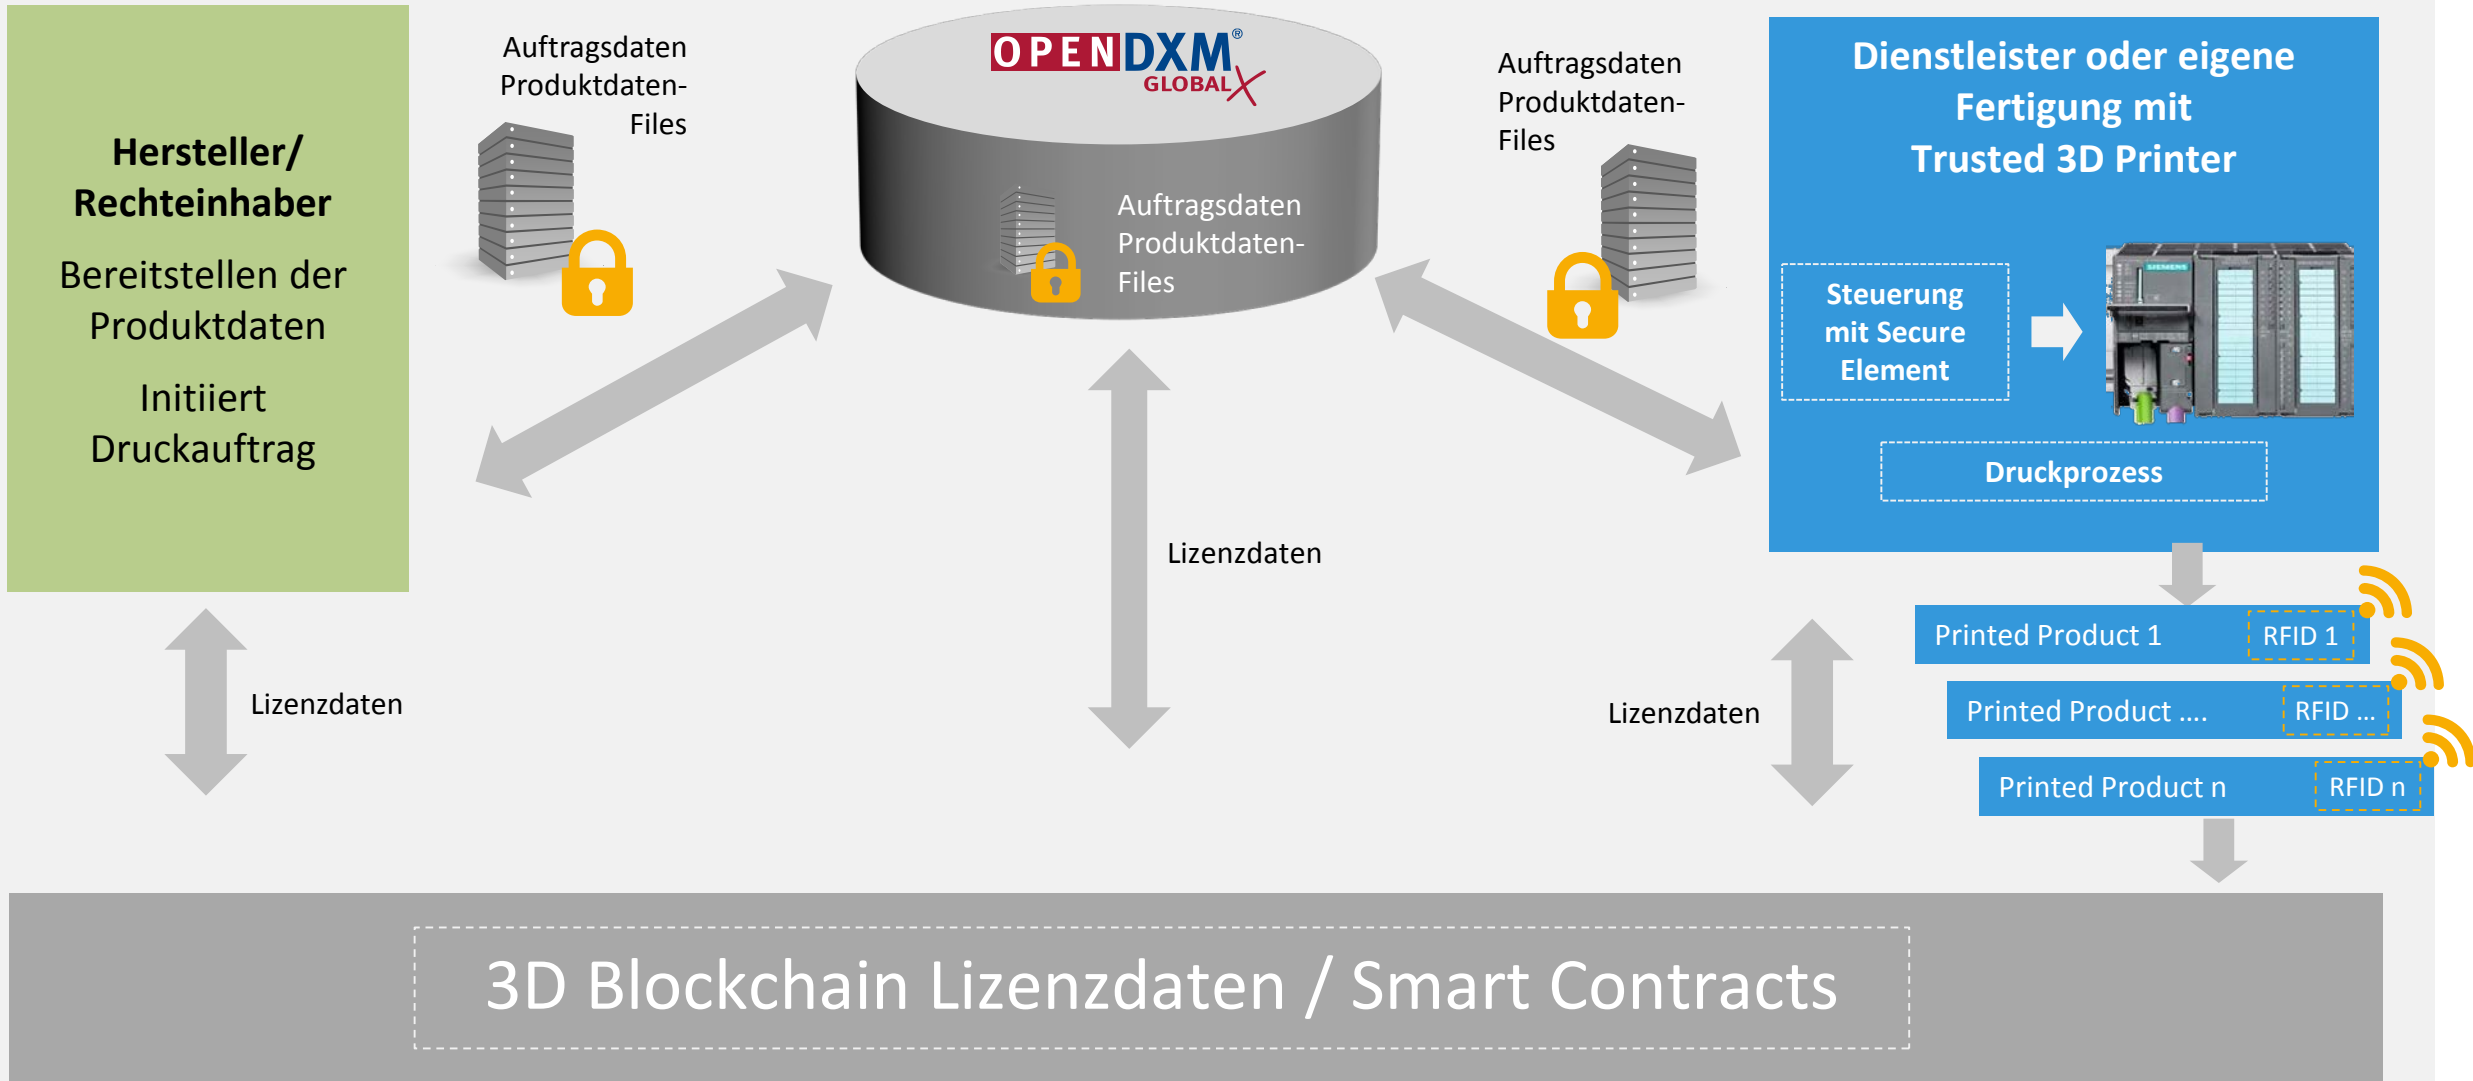 Hersteller/
Rechteinhaber
Bereitstellen der
Produktdaten
Initiiert
Druckauftrag
Auftragsdaten
Produktdaten-
Files
OPENDXM®
GLOBALX
Auftragsdaten
Produktdaten-
Files
Auftragsdaten
Produktdaten-
Files
Dienstleister oder eigene
Fertigung mit
Trusted 3D Printer
Steuerung
mit Secure
Element
SIEMENS
Druckprozess
Lizenzdaten
Lizenzdaten
Lizenzdaten
Printed Product 1
RFID 1
Printed Product ....
RFID ...
Printed Product n
RFID n
3D Blockchain Lizenzdaten / Smart Contracts